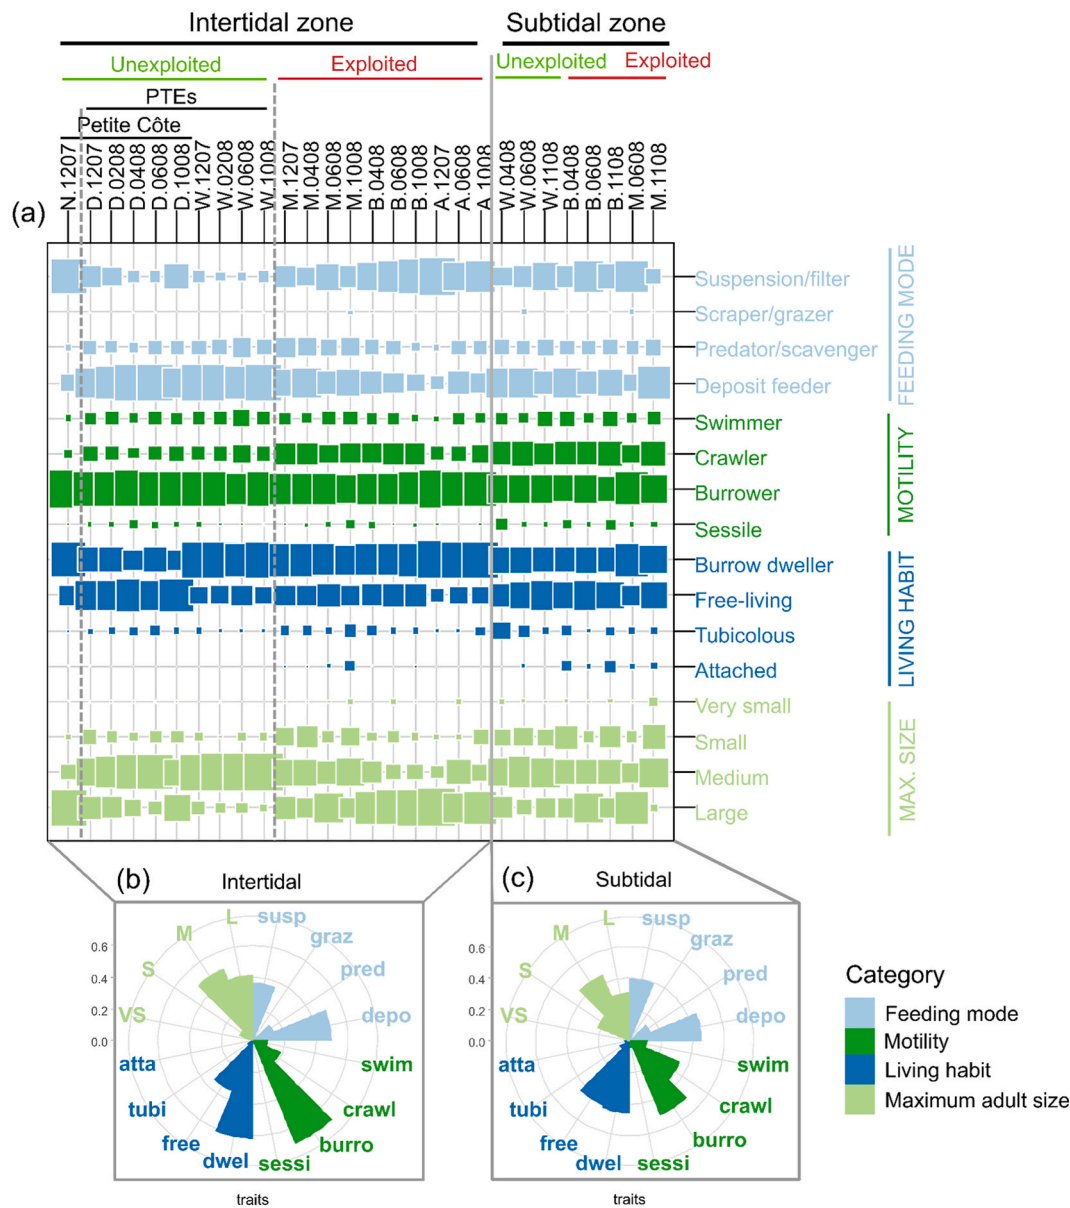 Intertidal zone
Subtidal zone
Unexploited
Exploited
Unexploited
Exploited
PTEs
Petite Côte
N.1207
D.1207
D.0208
D.0408
D.0608
D.1008
W.1207
W.0208
W.0608
W.1008
M.1207
M.0408
M.0608
M.1008
B.0408
B.0608
B.1008
A.1207
A.0608
A.1008
W.0408
W.0608
W.1108
B.0408
B.0608
B.1108
M.0608
M.1108
(a)
Suspension/filter
Scraper/grazer
Predator/scavenger
Deposit feeder
FEEDING MODE
Swimmer
Crawler
Burrower
Sessile
MOTILITY
Burrow dweller
Free-living
Tubicolous
Attached
LIVING HABIT
Very small
Small
Medium
Large
MAX. SIZE
(b)
Intertidal
0.6
0.4
0.2
0.0
susp
graz
pred
depo
swim
crawl
burro
sessi
dwel
free
tubi
atta
VS
S
M
L
traits
(c)
Subtidal
0.6
0.4
0.2
0.0
susp
graz
pred
depo
swim
crawl
burro
sessi
dwel
free
tubi
atta
VS
S
M
L
traits
Category
Feeding mode
Motility
Living habit
Maximum adult size